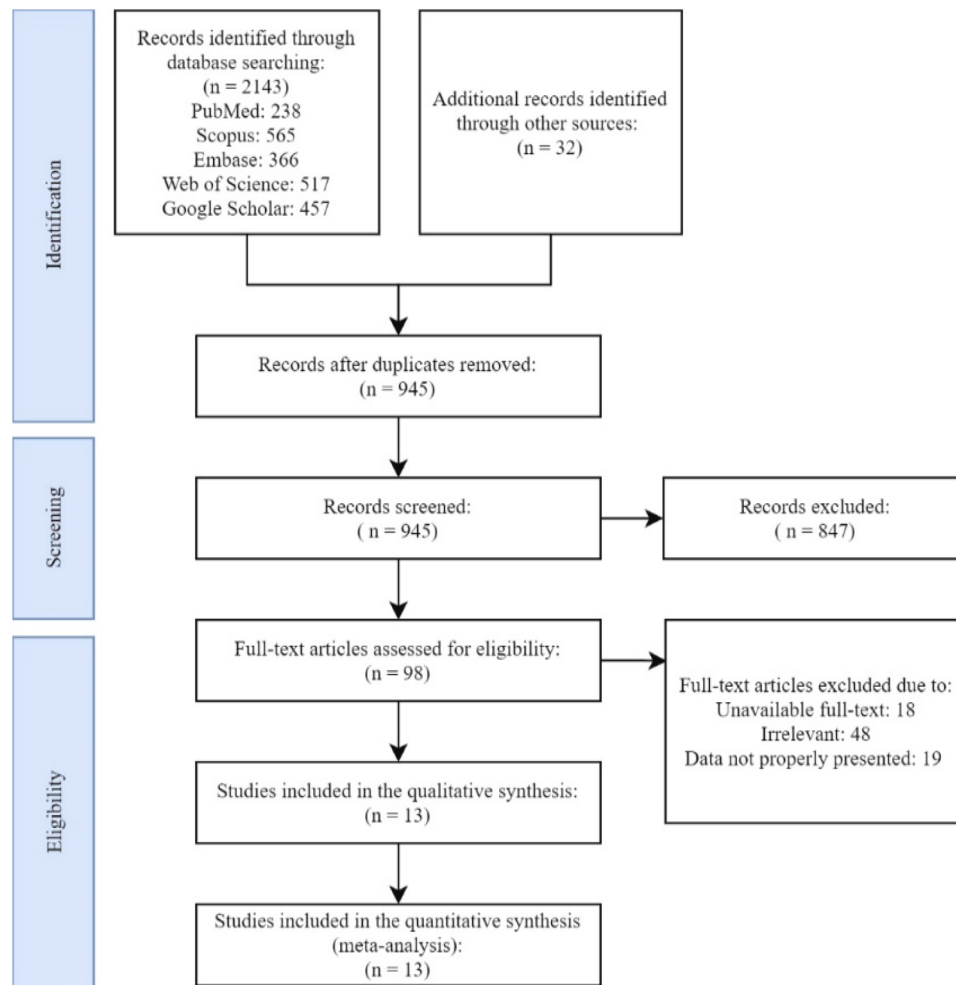 Identification
Records identified through
database searching:
(n = 2143)
PubMed: 238
Scopus: 565
Embase: 366
Web of Science: 517
Google Scholar: 457
Additional records identified
through other sources:
(n = 32)
Records after duplicates removed:
(n = 945)
Screening
Records screened:
( n = 945)
Records excluded:
( n = 847)
Eligibility
Full-text articles assessed for eligibility:
(n = 98)
Full-text articles excluded due to:
Unavailable full-text: 18
Irrelevant: 48
Data not properly presented: 19
Studies included in the qualitative synthesis:
(n = 13)
Studies included in the quantitative synthesis
(meta-analysis):
(n = 13)